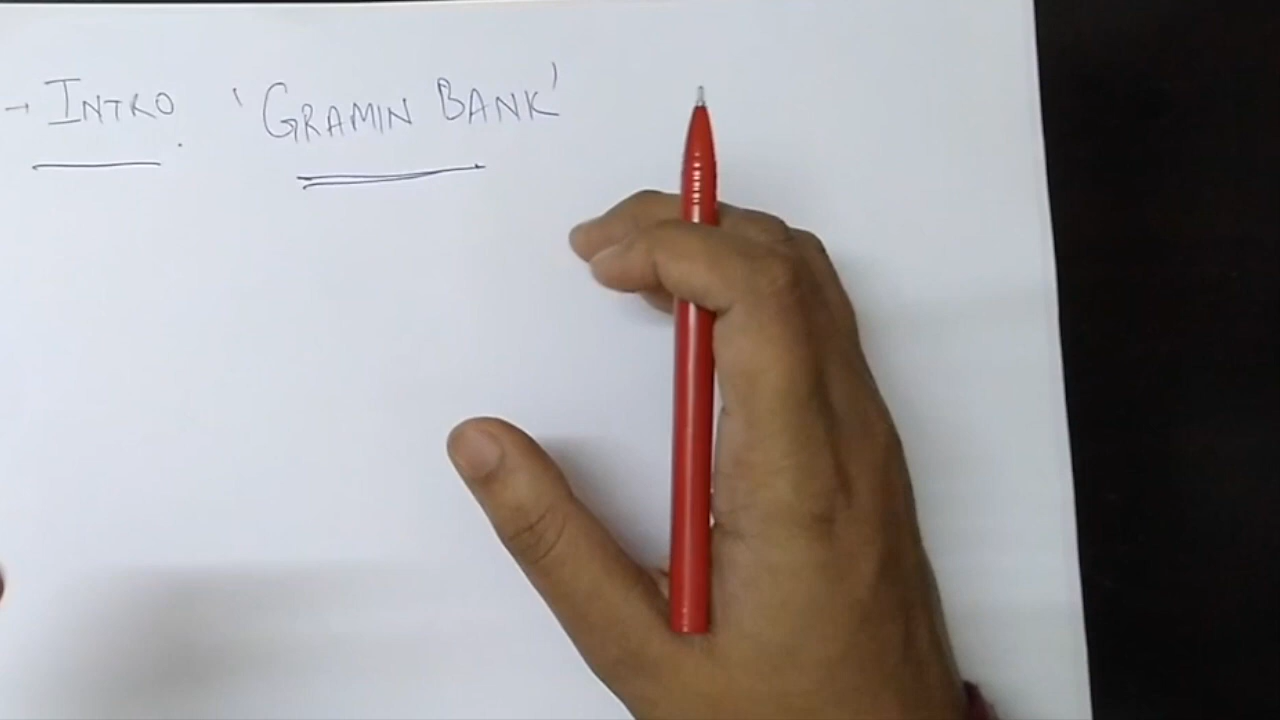 → INTRO. 'GRAMIN BANK'